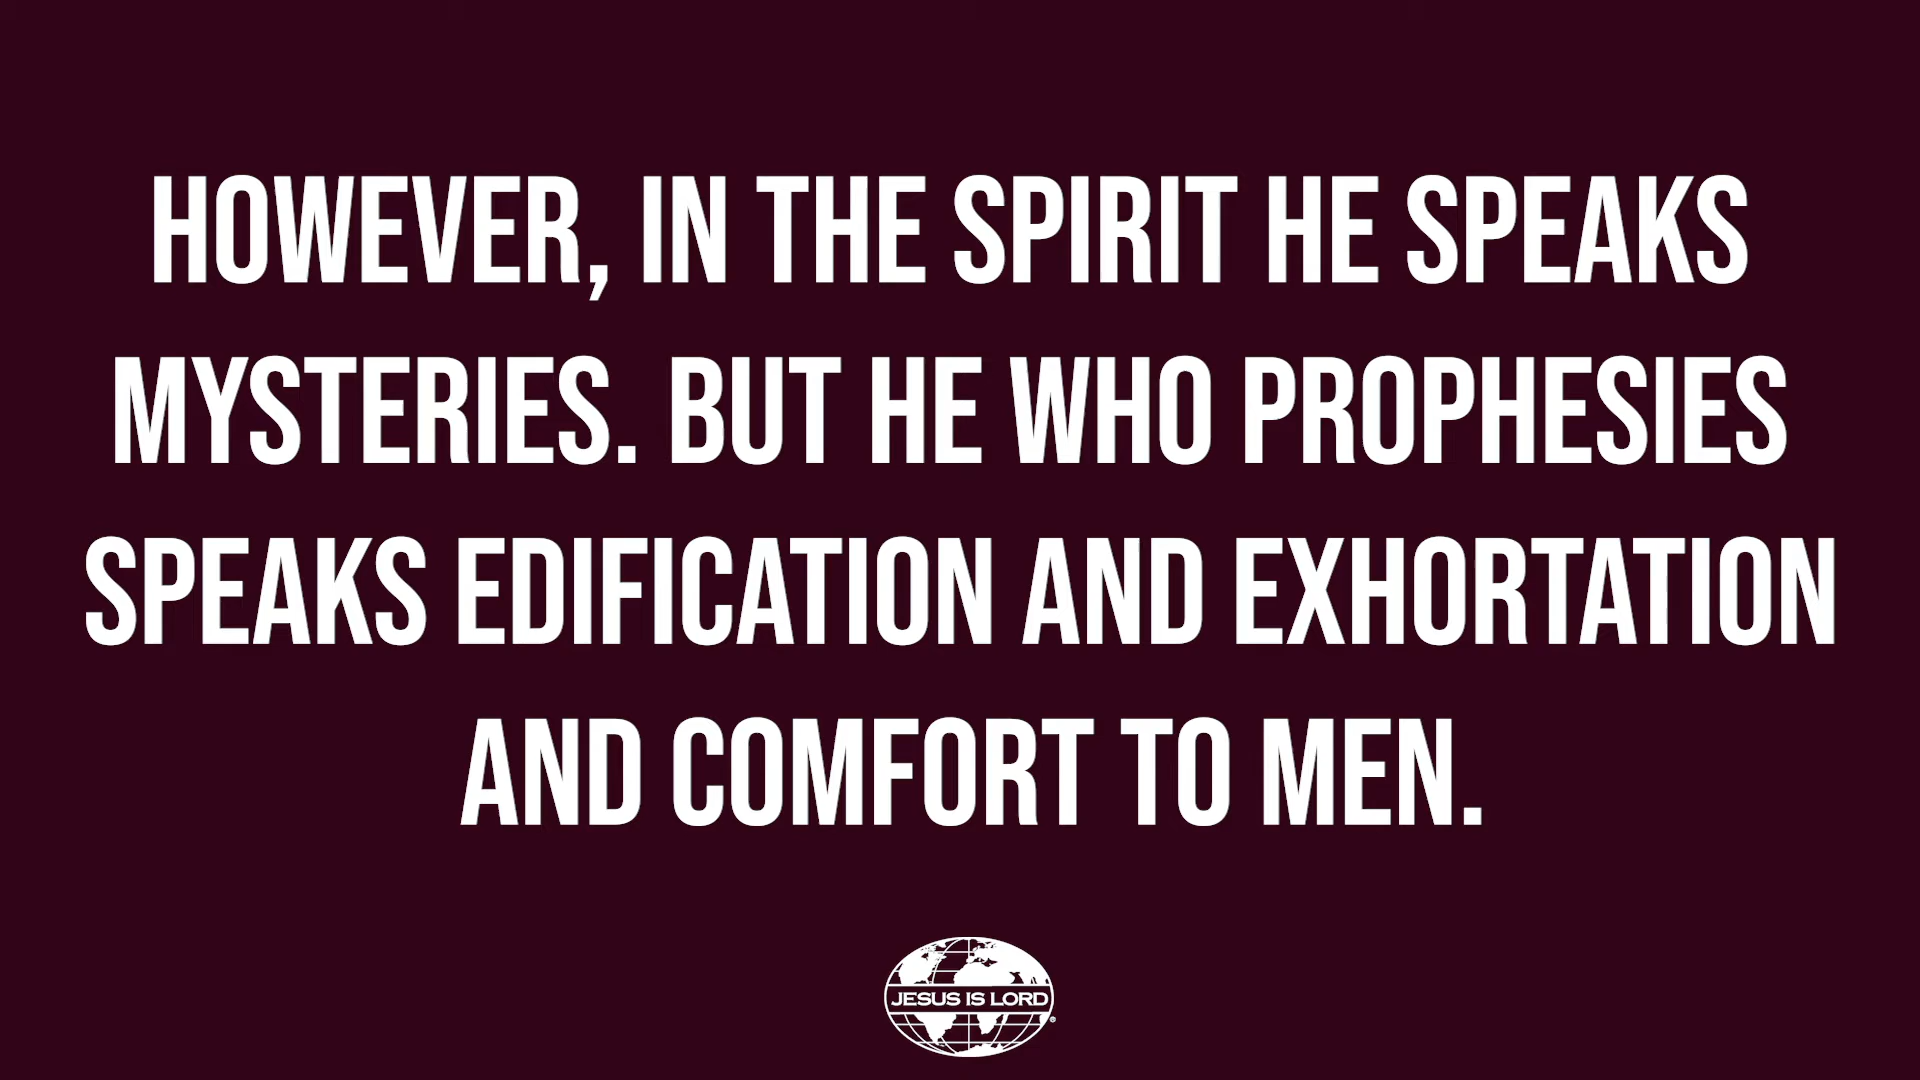 HOWEVER, IN THE SPIRIT HE SPEAKS
MYSTERIES. BUT HE WHO PROPHESIES
SPEAKS EDIFICATION AND EXHORTATION
AND COMFORT TO MEN.
JESUS IS LORD
®